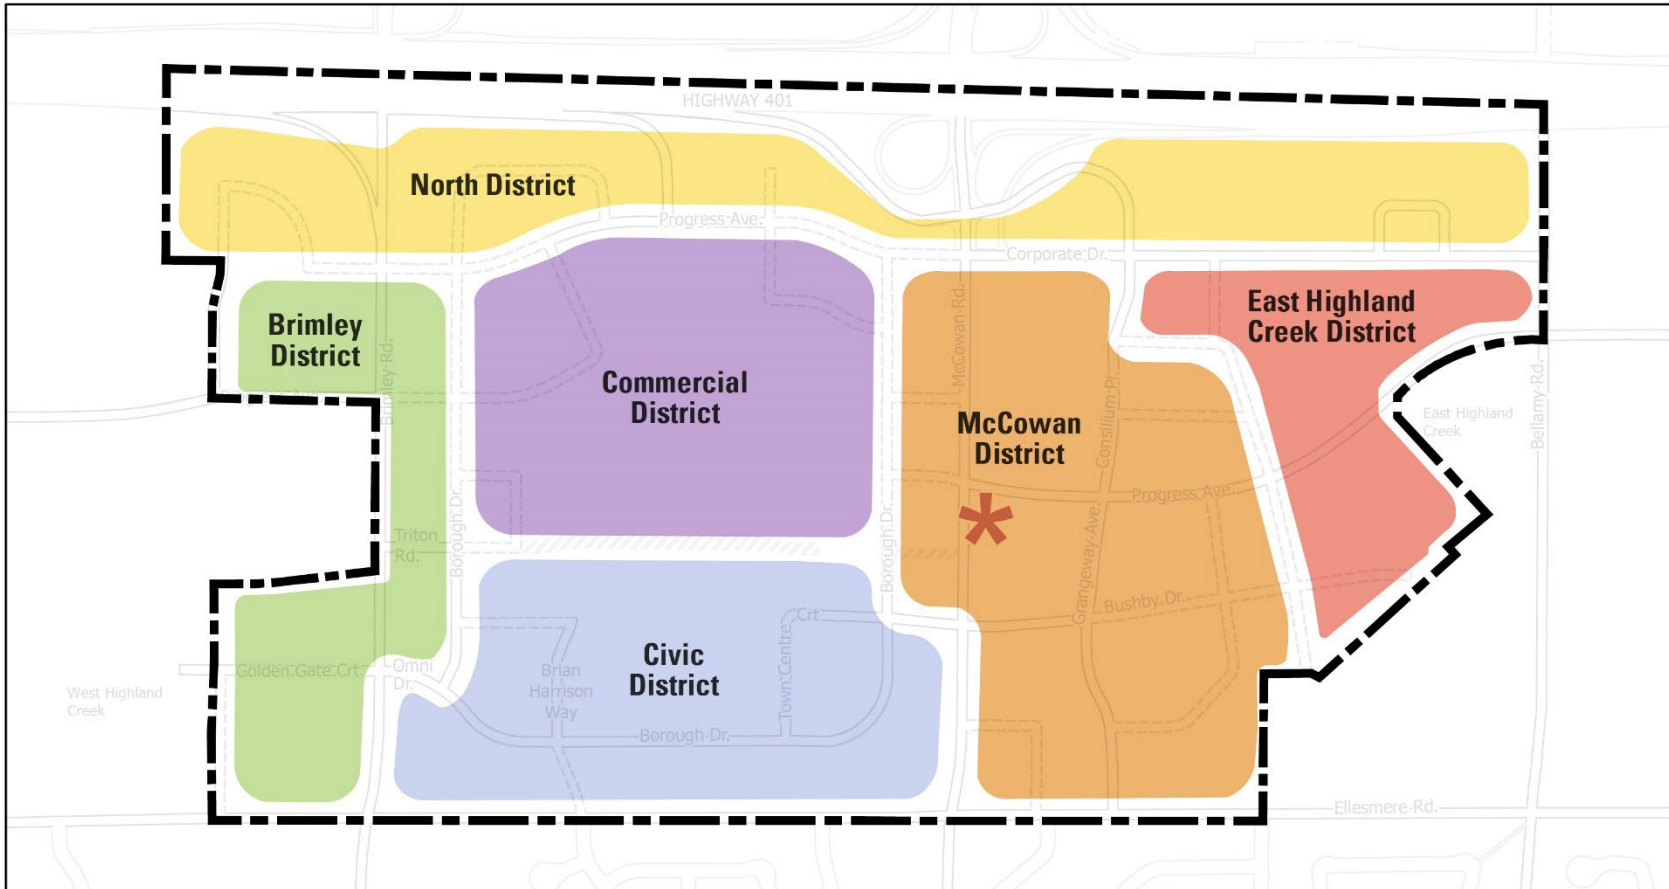 HIGHWAY 401
North District
Progress Ave.
Corporate Dr.
Brimley
District
Brimley Rd.
McCowan Rd.
East Highland
Creek District
Commercial
District
McCowan
District
Consilium Pl.
East Highland
Creek
Bellamy Rd.
Progress Ave.
*
Borough Dr.
Triton
Rd.
Borough Dr.
Grangeway Ave.
Bushby Dr.
Crt
Town Centre
Civic
District
Golden Gate Crt.
Omni
Dr.
Brian
Harrison
Way
West Highland
Creek
Borough Dr.
Ellesmere Rd.